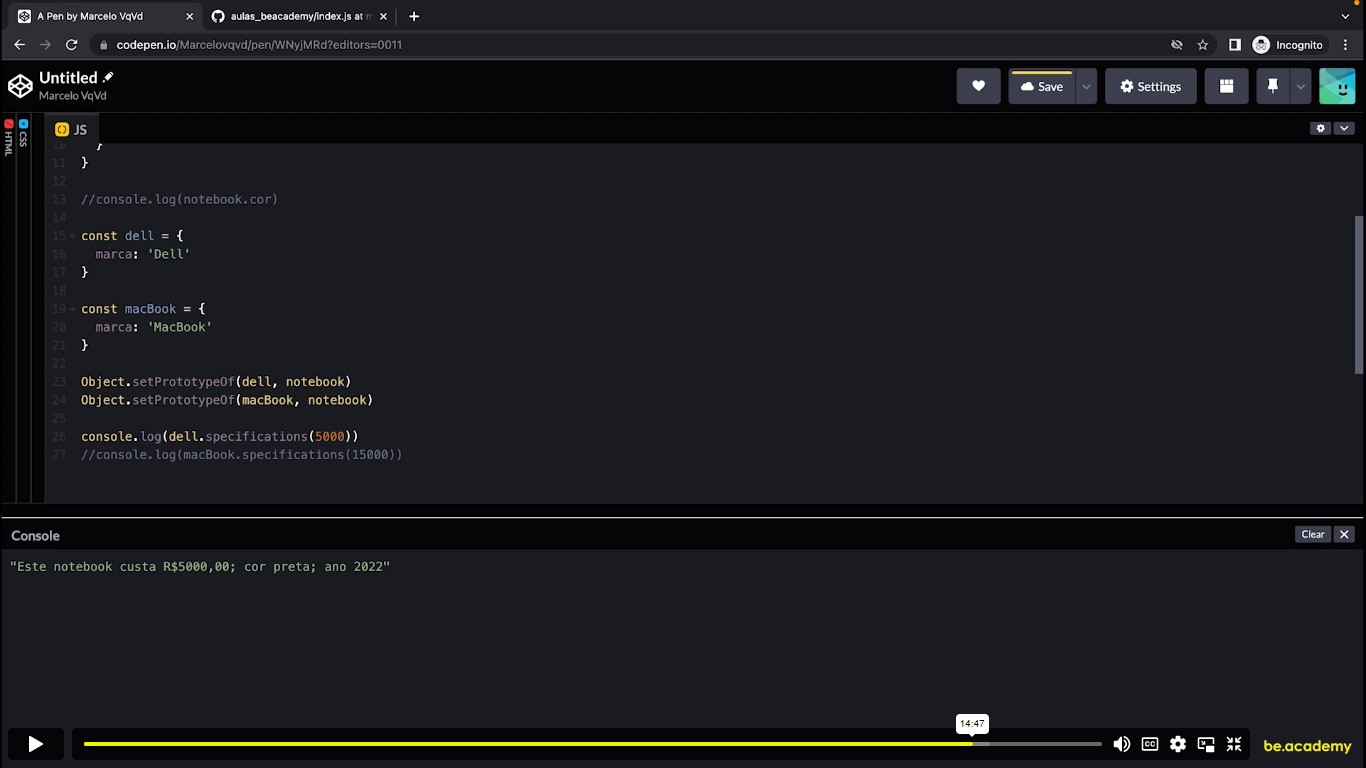 A Pen by Marcelo VqVd
aulas_beacademy/index.js at m
codepen.io/Marcelovqvd/pen/WNyjMRd?editors=0011
Incognito
Untitled
Marcelo VqVd
Save
Settings
HTML
CSS
JS
10 }
11 }
12
13 //console.log(notebook.cor)
14
15 const dell = {
16 marca: 'Dell'
17 }
18
19 const macBook = {
20 marca: 'MacBook'
21 }
22
23 Object.setPrototypeOf(dell, notebook)
24 Object.setPrototypeOf(macBook, notebook)
25
26 console.log(dell.specifications(5000))
27 //console.log(macBook.specifications(15000))
Console
Clear
"Este notebook custa R$5000,00; cor preta; ano 2022"
14:47
CC
be.academy